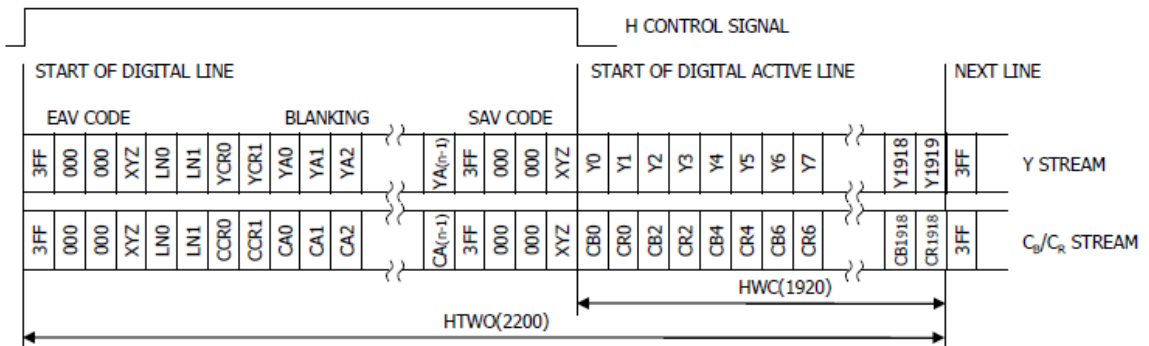 H CONTROL SIGNAL
START OF DIGITAL LINE START OF DIGITAL ACTIVE LINE NEXT LINE
EAV CODE BLANKING SAV CODE
3FF 000 000 XYZ LN0 LN1 YCR0 YCR1 YA0 YA1 YA2 YA(n-1) 3FF 000 000 XYZ Y0 Y1 Y2 Y3 Y4 Y5 Y6 Y7 Y1918 Y1919 3FF Y STREAM
3FF 000 000 XYZ LN0 LN1 CCR0 CCR1 CA0 CA1 CA2 CA(n-1) 3FF 000 000 XYZ CB0 CR0 CB2 CR2 CB4 CR4 CB6 CR6 CB1918 CR1918 3FF CB/CR STREAM
HWC(1920)
HTWO(2200)